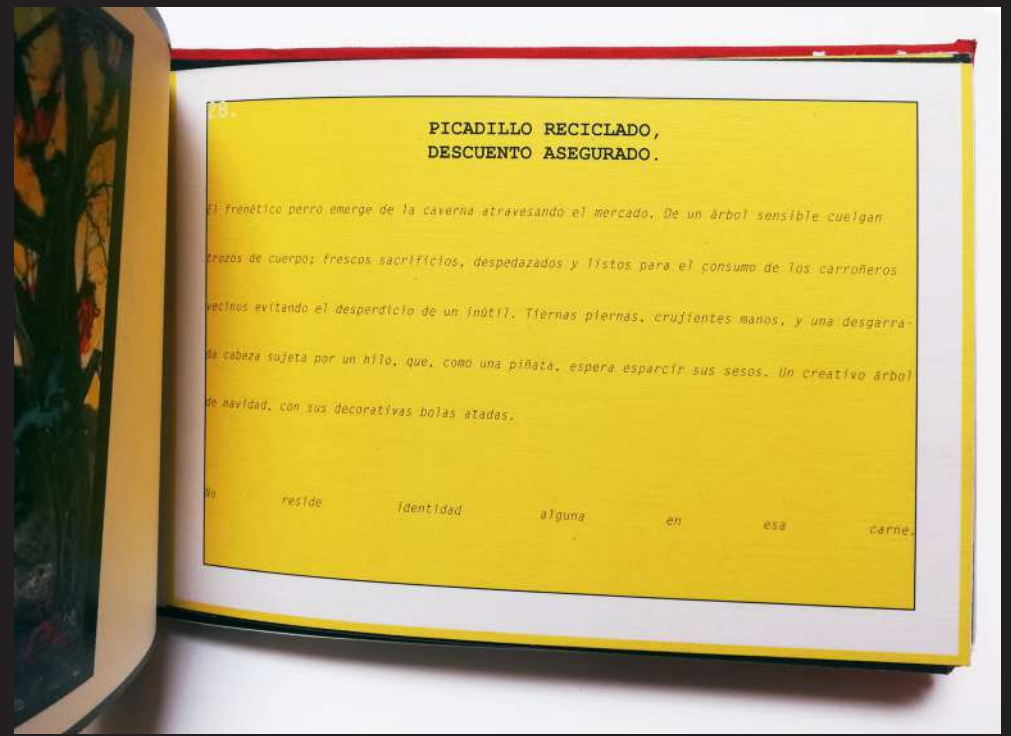 28.
PICADILLO RECICLADO,
DESCUENTO ASEGURADO.
El frenético perro emerge de la caverna atravesando el mercado. De un árbol sensible cuelgan
trozos de cuerpo; frescos sacrificios, despedazados y listos para el consumo de los carroñeros
vecinos evitando el desperdicio de un inútil. Tiernas piernas, crujientes manos, y una desgarra-
da cabeza sujeta por un hilo, que, como una piñata, espera esparcir sus sesos. Un creativo árbol
de navidad, con sus decorativas bolas atadas.
No reside identidad alguna en esa carne.